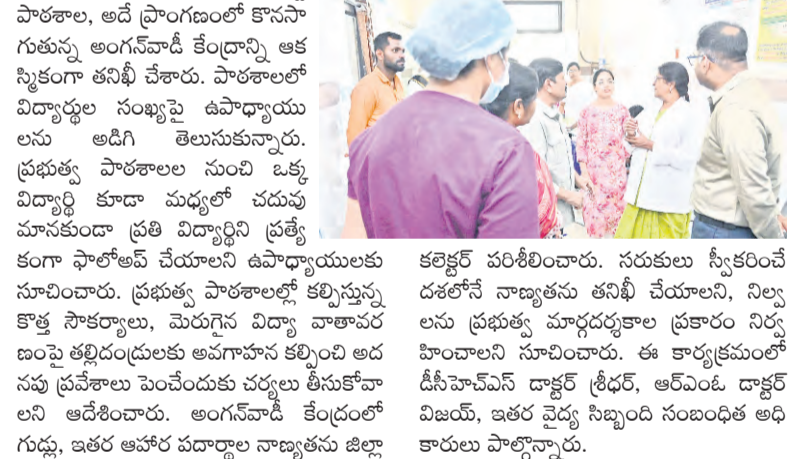 పాఠశాల, అదే ప్రాంగణంలో కొనసా
గుతున్న అంగన్‌వాడీ కేంద్రాన్ని ఆక
స్మికంగా తనిఖీ చేశారు. పాఠశాలలో
విద్యార్థుల సంఖ్యపై ఉపాధ్యాయు
లను అడిగి తెలుసుకున్నారు.
ప్రభుత్వ పాఠశాలల నుంచి ఒక్క
విద్యార్థి కూడా మధ్యలో చదువు
మానకుండా ప్రతి విద్యార్థిని ప్రత్యే
కంగా ఫాలోఅప్ చేయాలని ఉపాధ్యాయులకు
సూచించారు. ప్రభుత్వ పాఠశాలల్లో కల్పిస్తున్న
కొత్త సౌకర్యాలు, మెరుగైన విద్యా వాతావర
ణంపై తల్లిదండ్రులకు అవగాహన కల్పించి అద
నపు ప్రవేశాలు పెంచేందుకు చర్యలు తీసుకోవా
లని ఆదేశించారు. అంగన్‌వాడీ కేంద్రంలో
గుడ్లు, ఇతర ఆహార పదార్థాల నాణ్యతను జిల్లా
కలెక్టర్ పరిశీలించారు. సరుకులు స్వీకరించే
దశలోనే నాణ్యతను తనిఖీ చేయాలని, నిల్వ
లను ప్రభుత్వ మార్గదర్శకాల ప్రకారం నిర్వ
హించాలని సూచించారు. ఈ కార్యక్రమంలో
డీసీహెచ్ఎస్ డాక్టర్ శ్రీధర్, ఆర్ఎంఓ డాక్టర్
విజయ్, ఇతర వైద్య సిబ్బంది సంబంధిత అధి
కారులు పాల్గొన్నారు.